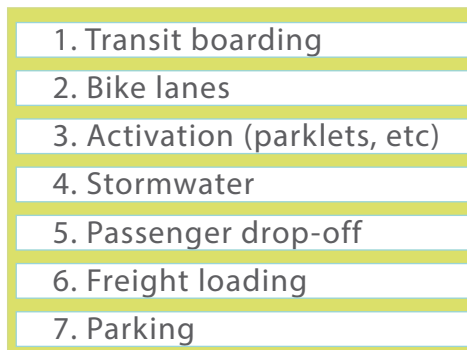 1. Transit boarding
2. Bike lanes
3. Activation (parklets, etc)
4. Stormwater
5. Passenger drop-off
6. Freight loading
7. Parking